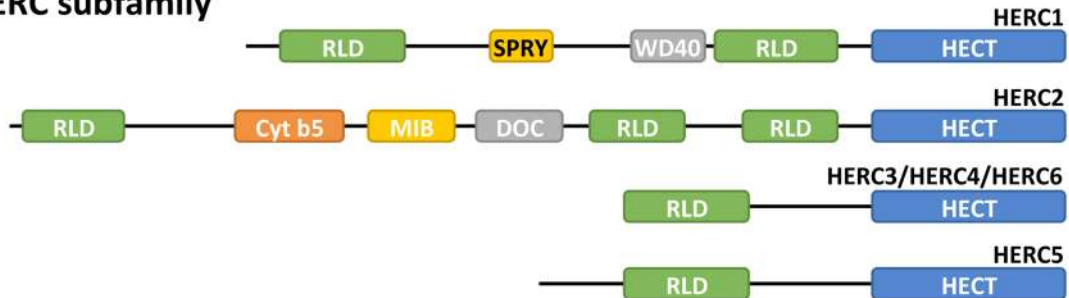 ERC subfamily
HERC1
RLD SPRY WD40 RLD HECT
HERC2
RLD Cyt b5 MIB DOC RLD RLD HECT
HERC3/HERC4/HERC6
RLD HECT
HERC5
RLD HECT